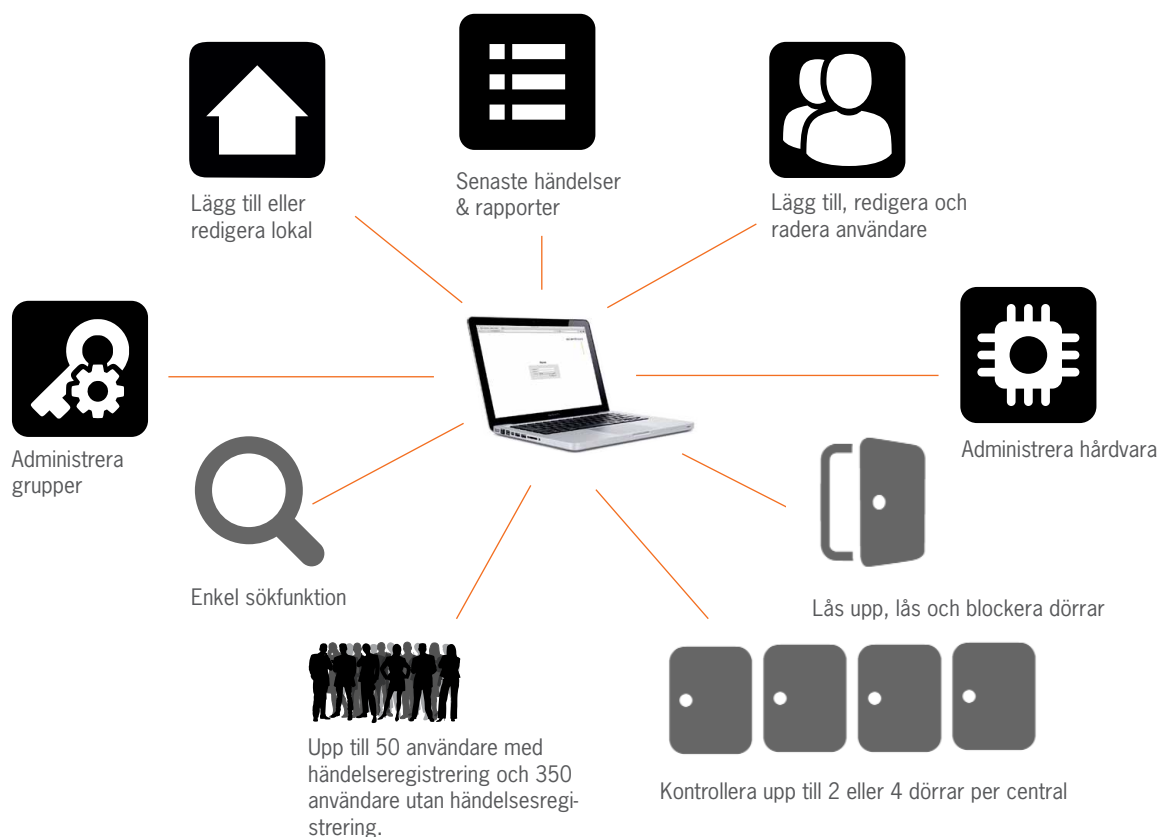 Senaste händelser
& rapporter
Lägg till eller
redigera lokal
Lägg till, redigera och
radera användare
Administrera
grupper
Administrera hårdvara
Enkel sökfunktion
Lås upp, lås och blockera dörrar
Upp till 50 användare med
händelseregistrering och 350
användare utan händelsesregi-
strering.
Kontrollera upp till 2 eller 4 dörrar per central